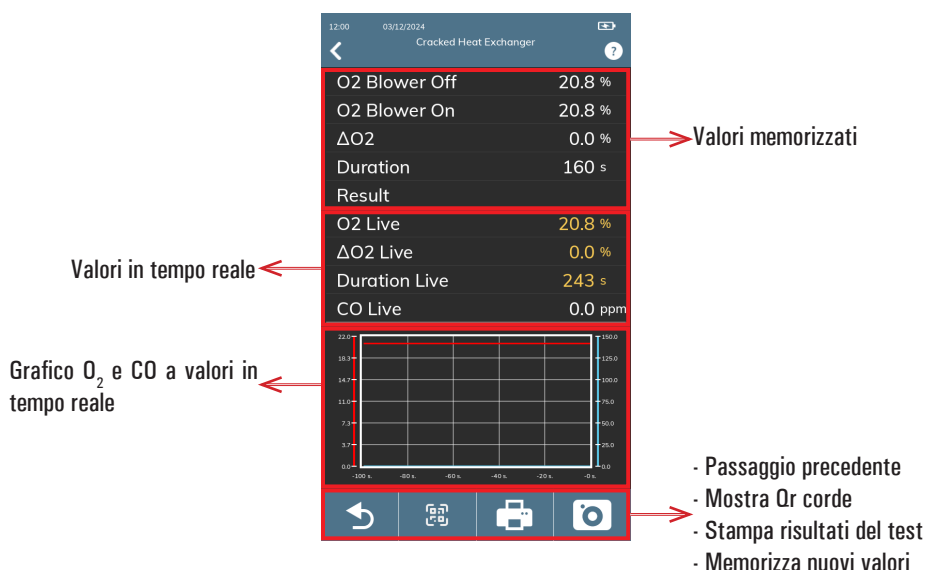 12:00 03/12/2024
Cracked Heat Exchanger
?
O2 Blower Off 20.8 %
O2 Blower On 20.8 %
ΔO2 0.0 %
Duration 160 s
Result
Valori memorizzati
O2 Live 20.8 %
ΔO2 Live 0.0 %
Duration Live 243 s
CO Live 0.0 ppm
Valori in tempo reale
22.0 150.0
18.3 125.0
14.7 100.0
11.0 75.0
7.3 50.0
3.7 25.0
0.0 0.0
-100 s. -80 s. -60 s. -40 s. -20 s. -0 s.
Grafico O2 e CO a valori in
tempo reale
- Passaggio precedente
- Mostra Qr corde
- Stampa risultati del test
- Memorizza nuovi valori